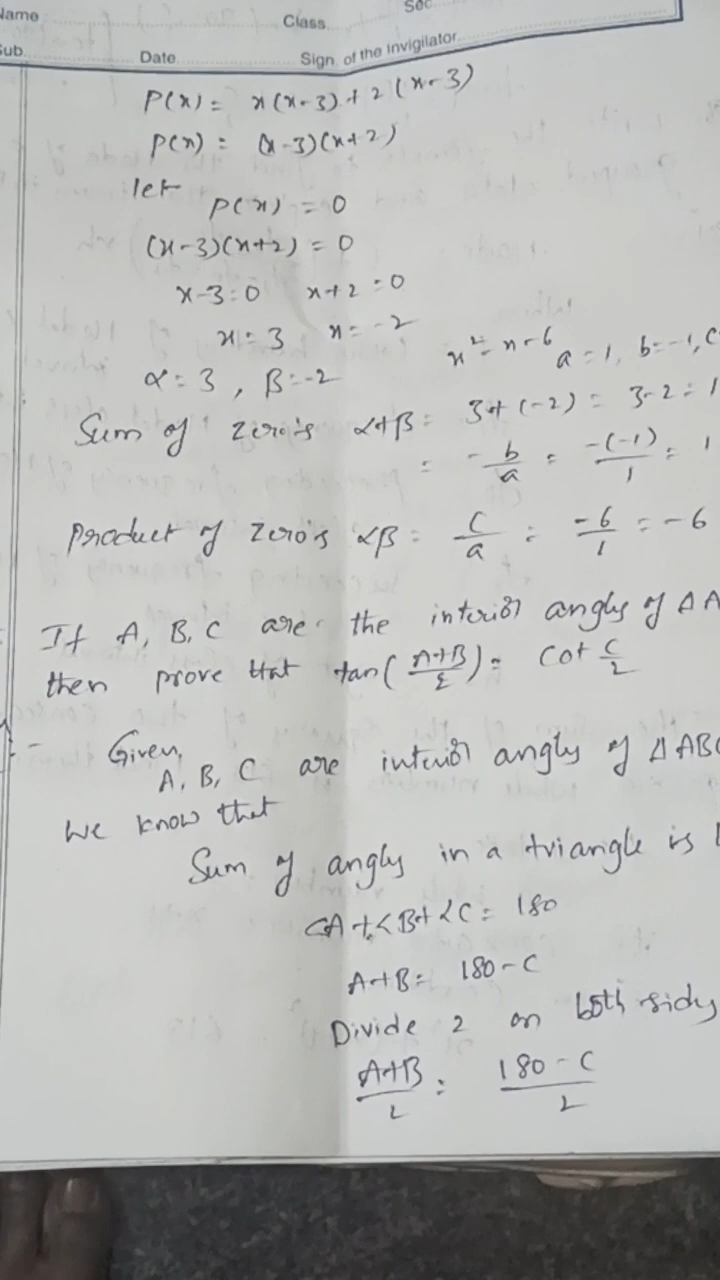 Name Class Sec
Sub Date Sign. of the Invigilator
P(x) = x(x-3)+2(x-3)
P(x) = (x-3)(x+2)
let
P(x) = 0
(x-3)(x+2) = 0
x-3=0 x+2=0
x=3 x=-2
α=3, β=-2
x²-x-6 a=1, b=-1, c
Sum of zero's α+β = 3+(-2) = 3-2=1
= -b/a = -(-1)/1 = 1
Product of zero's αβ = c/a = -6/1 = -6
If A, B, C are the interior angles of Δ A
then prove that tan(A+B/2) = cot C/2
Given,
A, B, C are interior angles of Δ ABC
We know that
Sum of angles in a triangle is
∠A+∠B+∠C = 180
A+B = 180-C
Divide 2 on both sides
A+B/2 = 180-C/2